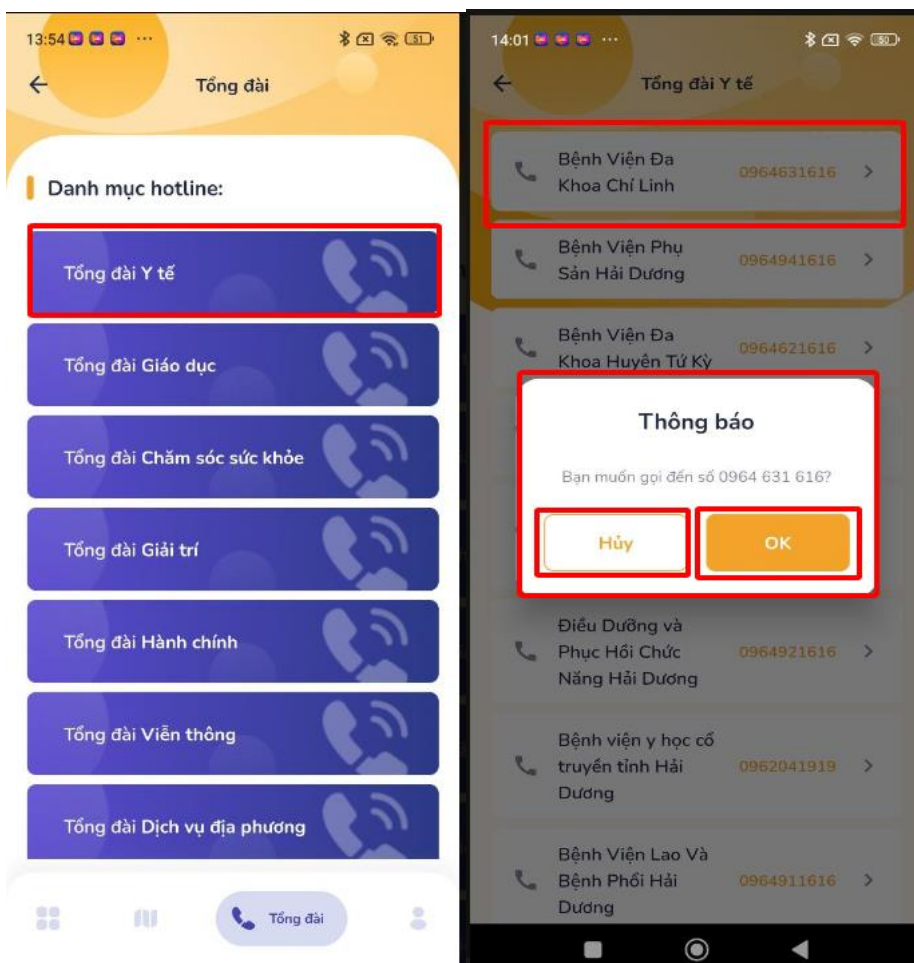 13:54
51
Tổng đài
Danh mục hotline:
Tổng đài Y tế
Tổng đài Giáo dục
Tổng đài Chăm sóc sức khỏe
Tổng đài Giải trí
Tổng đài Hành chính
Tổng đài Viễn thông
Tổng đài Dịch vụ địa phương
Tổng đài
14:01
50
Tổng đài Y tế
Bệnh Viện Đa
Khoa Chí Linh
0964631616
Bệnh Viện Phụ
Sản Hải Dương
0964941616
Bệnh Viện Đa
Khoa Huyện Tứ Kỳ
0964621616
Thông báo
Bạn muốn gọi đến số 0964 631 616?
Hủy
OK
Điều Dưỡng và
Phục Hồi Chức
Năng Hải Dương
0964921616
Bệnh viện y học cổ
truyền tỉnh Hải
Dương
0962041919
Bệnh Viện Lao Và
Bệnh Phổi Hải
Dương
0964911616